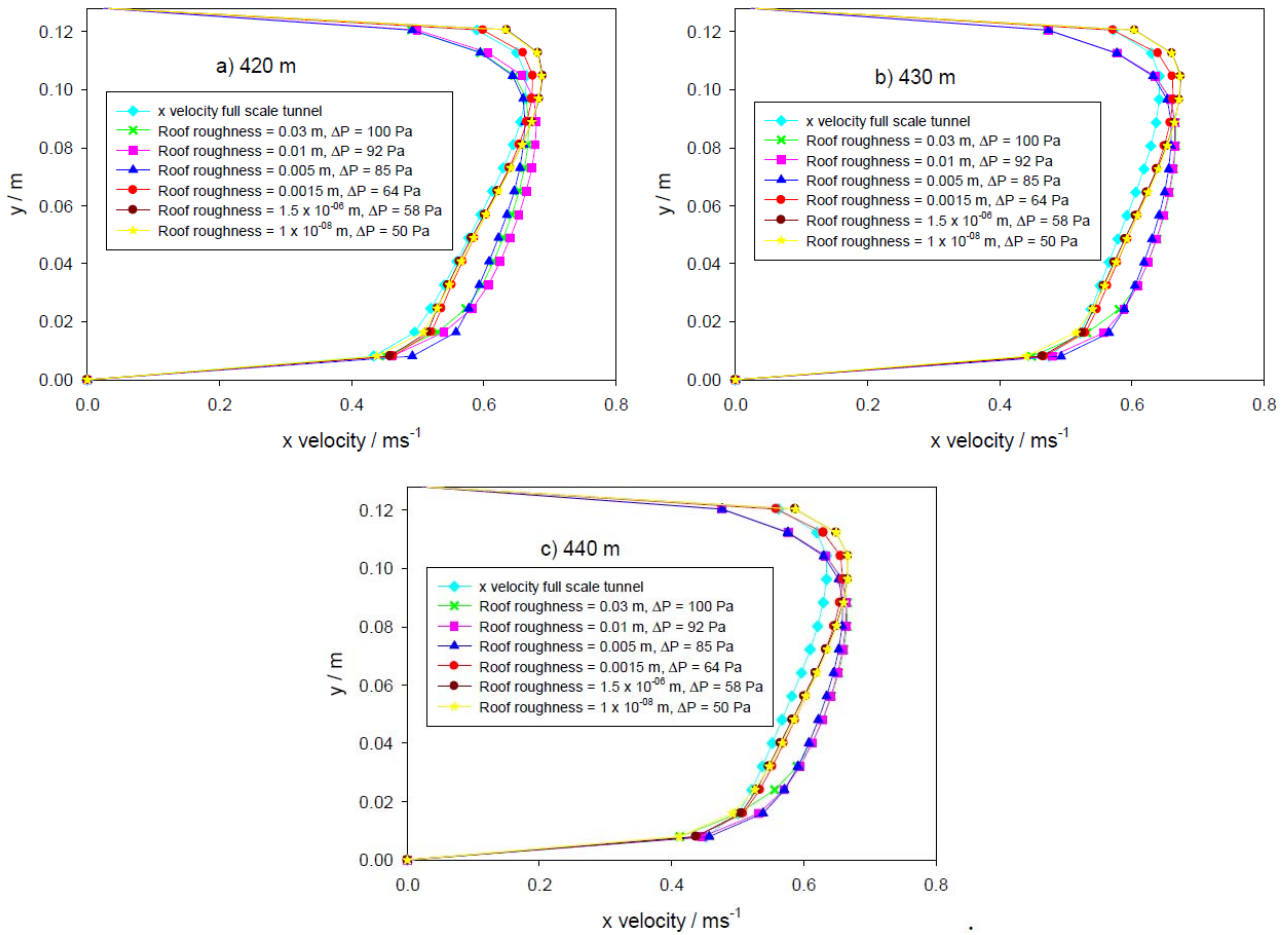 a) 420 m
x velocity full scale tunnel
Roof roughness = 0.03 m, ΔP = 100 Pa
Roof roughness = 0.01 m, ΔP = 92 Pa
Roof roughness = 0.005 m, ΔP = 85 Pa
Roof roughness = 0.0015 m, ΔP = 64 Pa
Roof roughness = 1.5 x 10⁻⁰⁶ m, ΔP = 58 Pa
Roof roughness = 1 x 10⁻⁰⁸ m, ΔP = 50 Pa
y / m
0.12
0.10
0.08
0.06
0.04
0.02
0.00
0.0 0.2 0.4 0.6 0.8
x velocity / ms⁻¹
b) 430 m
x velocity full scale tunnel
Roof roughness = 0.03 m, ΔP = 100 Pa
Roof roughness = 0.01 m, ΔP = 92 Pa
Roof roughness = 0.005 m, ΔP = 85 Pa
Roof roughness = 0.0015 m, ΔP = 64 Pa
Roof roughness = 1.5 x 10⁻⁰⁶ m, ΔP = 58 Pa
Roof roughness = 1 x 10⁻⁰⁸ m, ΔP = 50 Pa
y / m
0.12
0.10
0.08
0.06
0.04
0.02
0.00
0.0 0.2 0.4 0.6 0.8
x velocity / ms⁻¹
c) 440 m
x velocity full scale tunnel
Roof roughness = 0.03 m, ΔP = 100 Pa
Roof roughness = 0.01 m, ΔP = 92 Pa
Roof roughness = 0.005 m, ΔP = 85 Pa
Roof roughness = 0.0015 m, ΔP = 64 Pa
Roof roughness = 1.5 x 10⁻⁰⁶ m, ΔP = 58 Pa
Roof roughness = 1 x 10⁻⁰⁸ m, ΔP = 50 Pa
y / m
0.12
0.10
0.08
0.06
0.04
0.02
0.00
0.0 0.2 0.4 0.6 0.8
x velocity / ms⁻¹
.